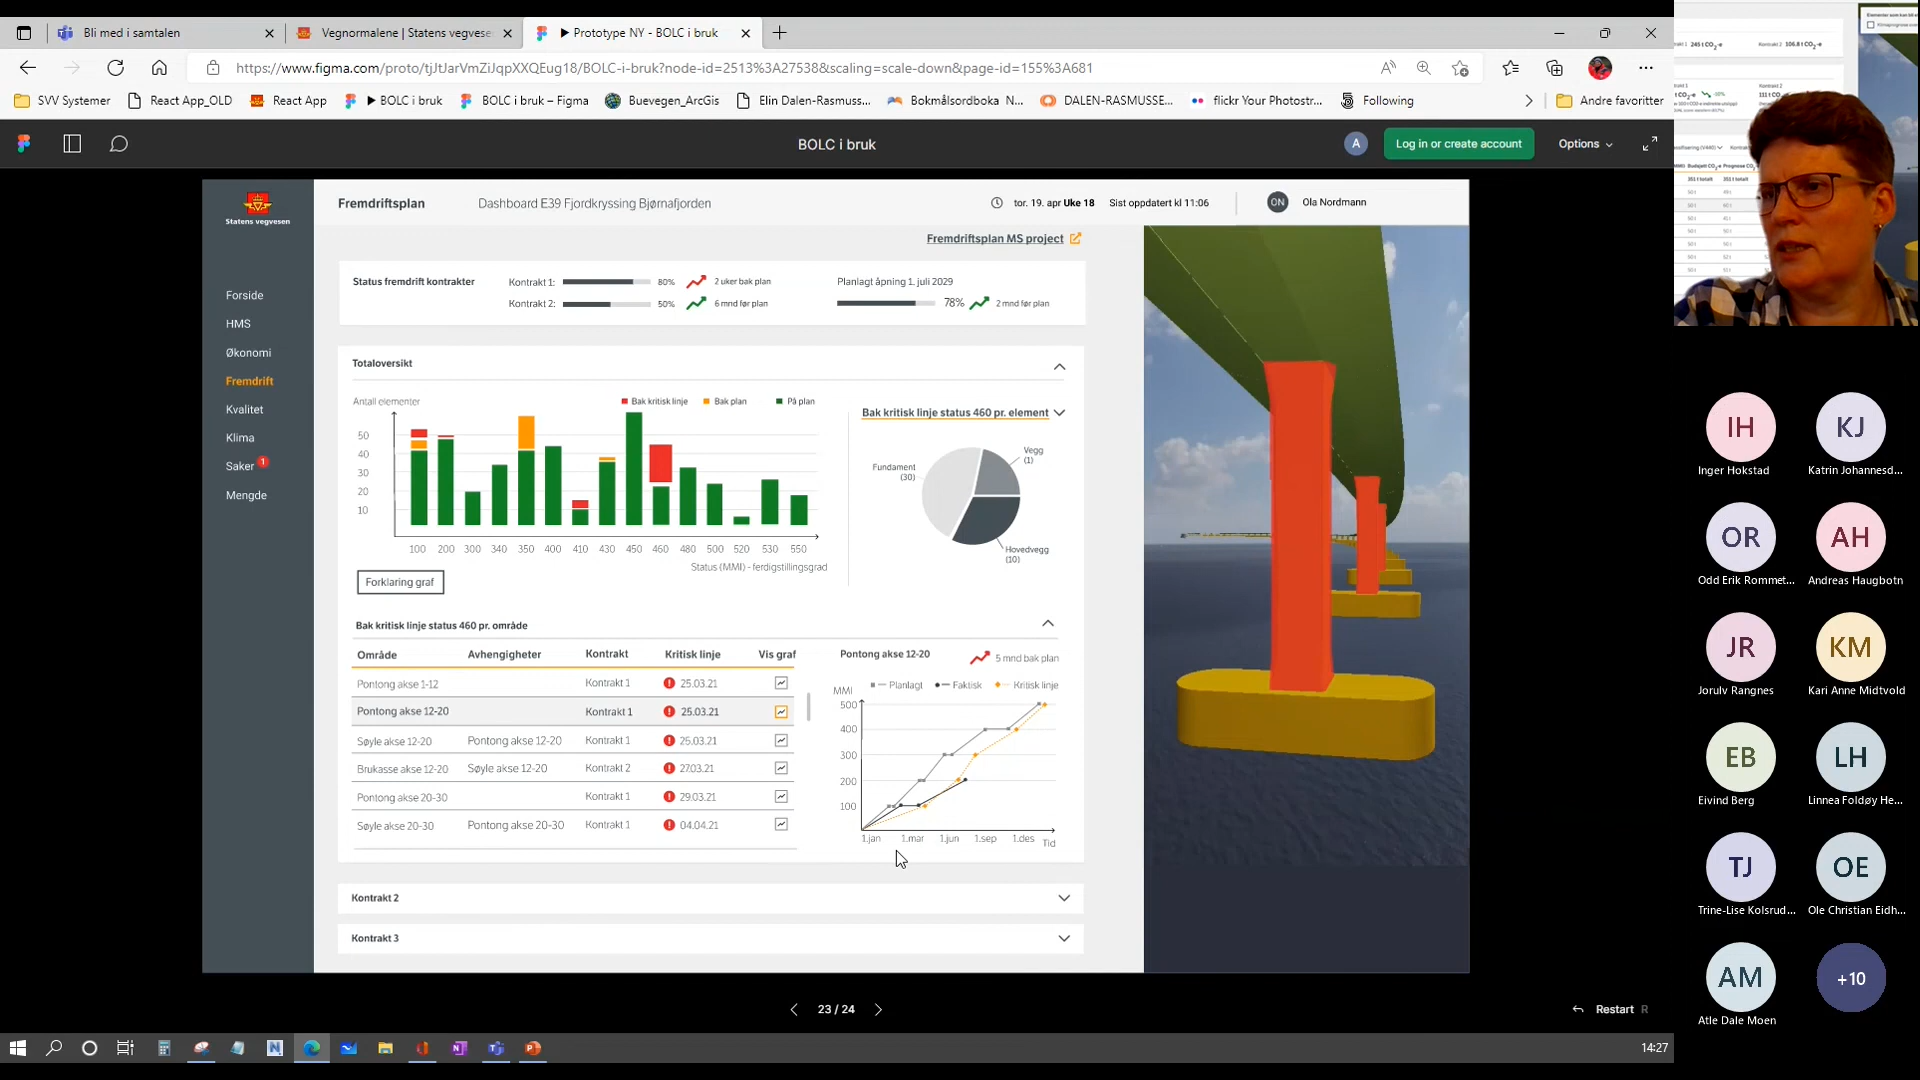 Bli med i samtalen
Vegnormalene | Statens vegvese
Prototype NY - BOLC i bruk
https://www.figma.com/proto/tjJtJarVmZiJqpXXQEug18/BOLC-i-bruk?node-id=2513%3A27538&scaling=scale-down&page-id=155%3A681
SVV Systemer
React App_OLD
React App
BOLC i bruk
BOLC i bruk – Figma
Buevegen_ArcGis
Elin Dalen-Rasmuss...
Bokmålsordboka N...
DALEN-RASMUSSE...
flickr Your Photostr...
Following
Andre favoritter
BOLC i bruk
A
Log in or create account
Options
Statens vegvesen
Fremdriftsplan
Dashboard E39 Fjordkryssing Bjørnafjorden
tor. 19. apr Uke 18
Sist oppdatert kl 11:06
ON
Ola Nordmann
Forside
HMS
Økonomi
Fremdrift
Kvalitet
Klima
Saker 1
Mengde
Fremdriftsplan MS project
Status fremdrift kontrakter
Kontrakt 1: 80% 2 uker bak plan
Kontrakt 2: 50% 6 mnd før plan
Planlagt åpning 1. juli 2029
78% 2 mnd før plan
Totaloversikt
Antall elementer
Bak kritisk linje Bak plan På plan
50
40
30
20
10
100 200 300 340 350 400 410 430 450 460 480 500 520 530 550
Status (MMI) - ferdigstillingsgrad
Forklaring graf
Bak kritisk linje status 460 pr. element
Vegg
(1)
Fundament
(30)
Hovedvegg
(10)
Bak kritisk linje status 460 pr. område
Område Avhengigheter Kontrakt Kritisk linje Vis graf
Pontong akse 1-12 Kontrakt 1 25.03.21
Pontong akse 12-20 Kontrakt 1 25.03.21
Søyle akse 12-20 Pontong akse 12-20 Kontrakt 1 25.03.21
Brukasse akse 12-20 Søyle akse 12-20 Kontrakt 2 27.03.21
Pontong akse 20-30 Kontrakt 1 29.03.21
Søyle akse 20-30 Pontong akse 20-30 Kontrakt 1 04.04.21
Pontong akse 12-20
5 mnd bak plan
Planlagt Faktisk Kritisk linje
MMI
500
400
300
200
100
1.jan 1.mar 1.jun 1.sep 1.des Tid
Kontrakt 2
Kontrakt 3
23 / 24
Restart R
14:27
IH
Inger Hokstad
KJ
Katrin Johannesd...
OR
Odd Erik Rommet...
AH
Andreas Haugbotn
JR
Jorulv Rangnes
KM
Kari Anne Midtvold
EB
Eivind Berg
LH
Linnea Foldøy He...
TJ
Trine-Lise Kolsrud...
OE
Ole Christian Eidh...
AM
Atle Dale Moen
+10